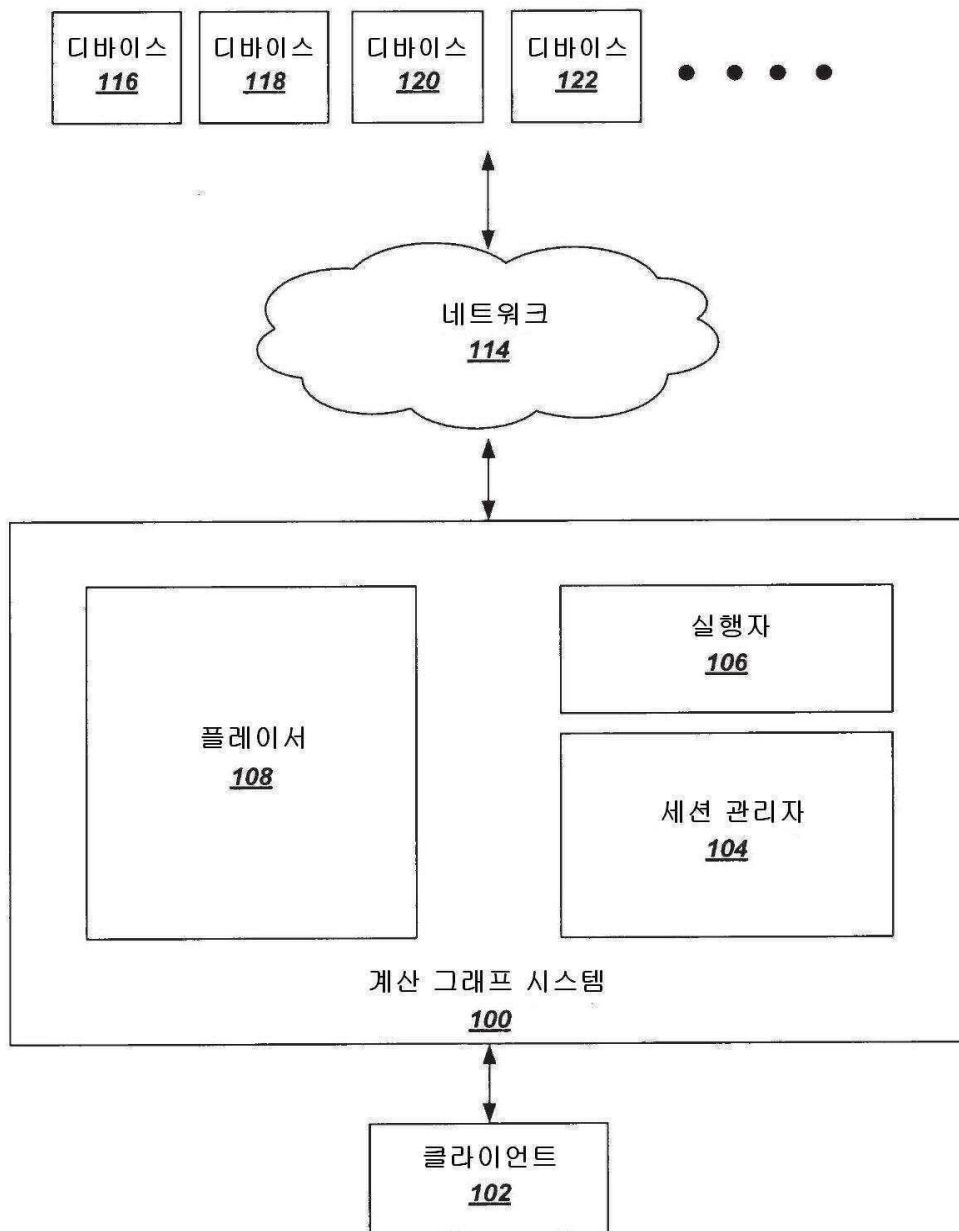 디바이스
116
디바이스
118
디바이스
120
디바이스
122
네트워크
114
실행자
106
플레이서
108
세션 관리자
104
계산 그래프 시스템
100
클라이언트
102